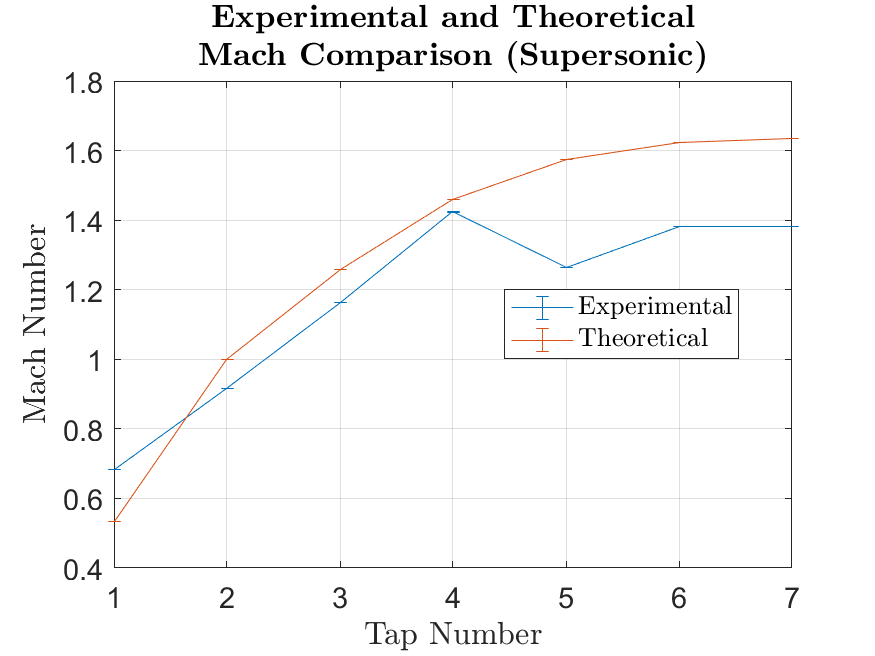 Experimental and Theoretical
Mach Comparison (Supersonic)
1.8
1.6
1.4
1.2
1
0.8
0.6
0.4
Mach Number
Experimental
Theoretical
1 2 3 4 5 6 7
Tap Number